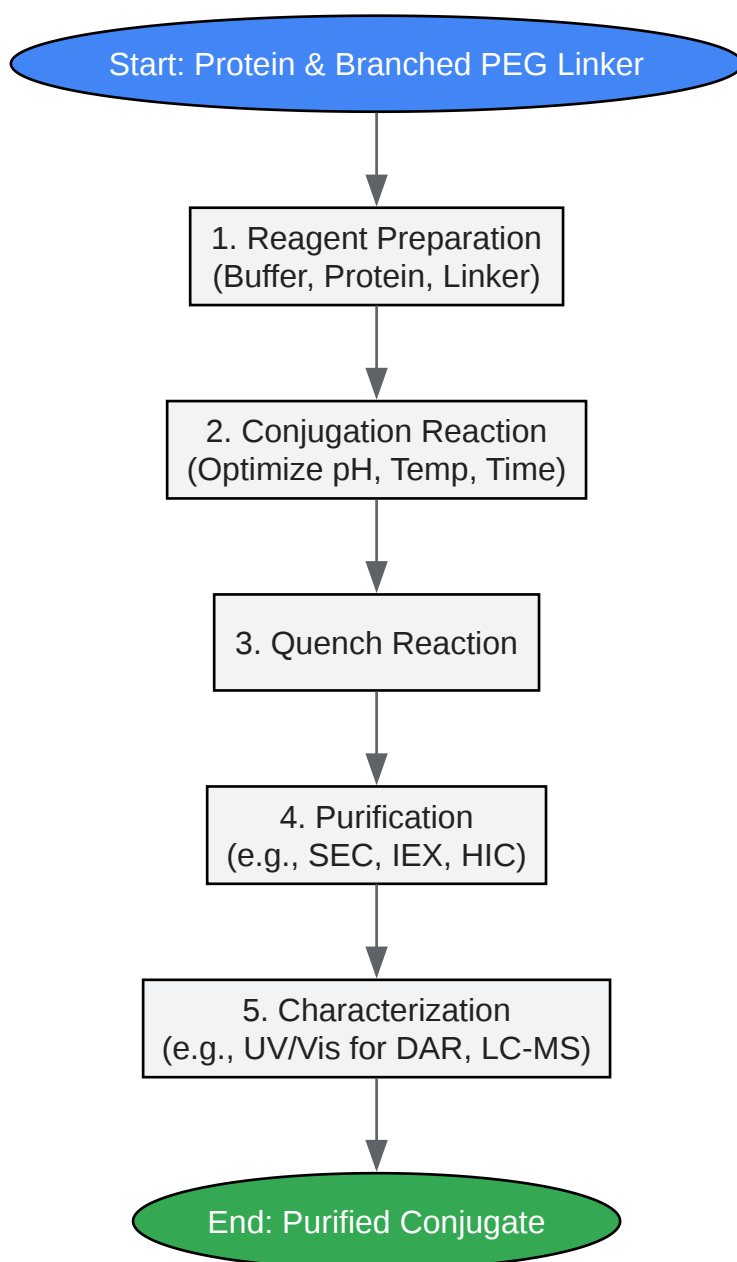 Start: Protein & Branched PEG Linker
1. Reagent Preparation
(Buffer, Protein, Linker)
2. Conjugation Reaction
(Optimize pH, Temp, Time)
3. Quench Reaction
4. Purification
(e.g., SEC, IEX, HIC)
5. Characterization
(e.g., UV/Vis for DAR, LC-MS)
End: Purified Conjugate